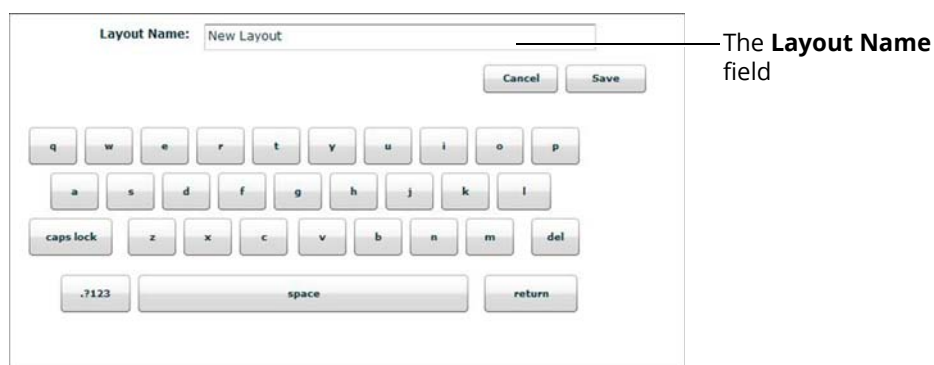 Layout Name: New Layout
The Layout Name
field
Cancel Save
q w e r t y u i o p
a s d f g h j k l
caps lock z x c v b n m del
.?123 space return